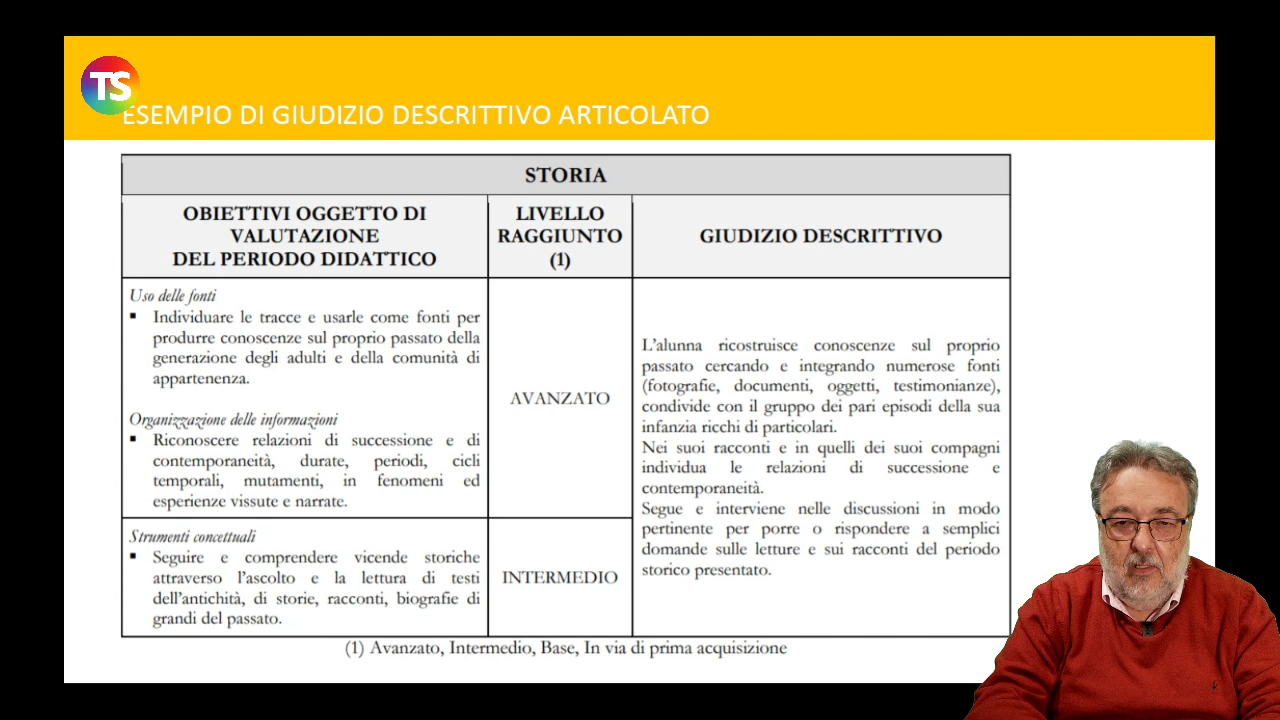 TS
ESEMPIO DI GIUDIZIO DESCRITTIVO ARTICOLATO
STORIA
OBIETTIVI OGGETTO DI
VALUTAZIONE
DEL PERIODO DIDATTICO
LIVELLO
RAGGIUNTO
(1)
GIUDIZIO DESCRITTIVO
Uso delle fonti
▪ Individuare le tracce e usarle come fonti per
produrre conoscenze sul proprio passato della
generazione degli adulti e della comunità di
appartenenza.
Organizzazione delle informazioni
▪ Riconoscere relazioni di successione e di
contemporaneità, durate, periodi, cicli
temporali, mutamenti, in fenomeni ed
esperienze vissute e narrate.
AVANZATO
Strumenti concettuali
▪ Seguire e comprendere vicende storiche
attraverso l'ascolto e la lettura di testi
dell'antichità, di storie, racconti, biografie di
grandi del passato.
INTERMEDIO
L'alunna ricostruisce conoscenze sul proprio
passato cercando e integrando numerose fonti
(fotografie, documenti, oggetti, testimonianze),
condivide con il gruppo dei pari episodi della sua
infanzia ricchi di particolari.
Nei suoi racconti e in quelli dei suoi compagni
individua le relazioni di successione e
contemporaneità.
Segue e interviene nelle discussioni in modo
pertinente per porre o rispondere a semplici
domande sulle letture e sui racconti del periodo
storico presentato.
(1) Avanzato, Intermedio, Base, In via di prima acquisizione